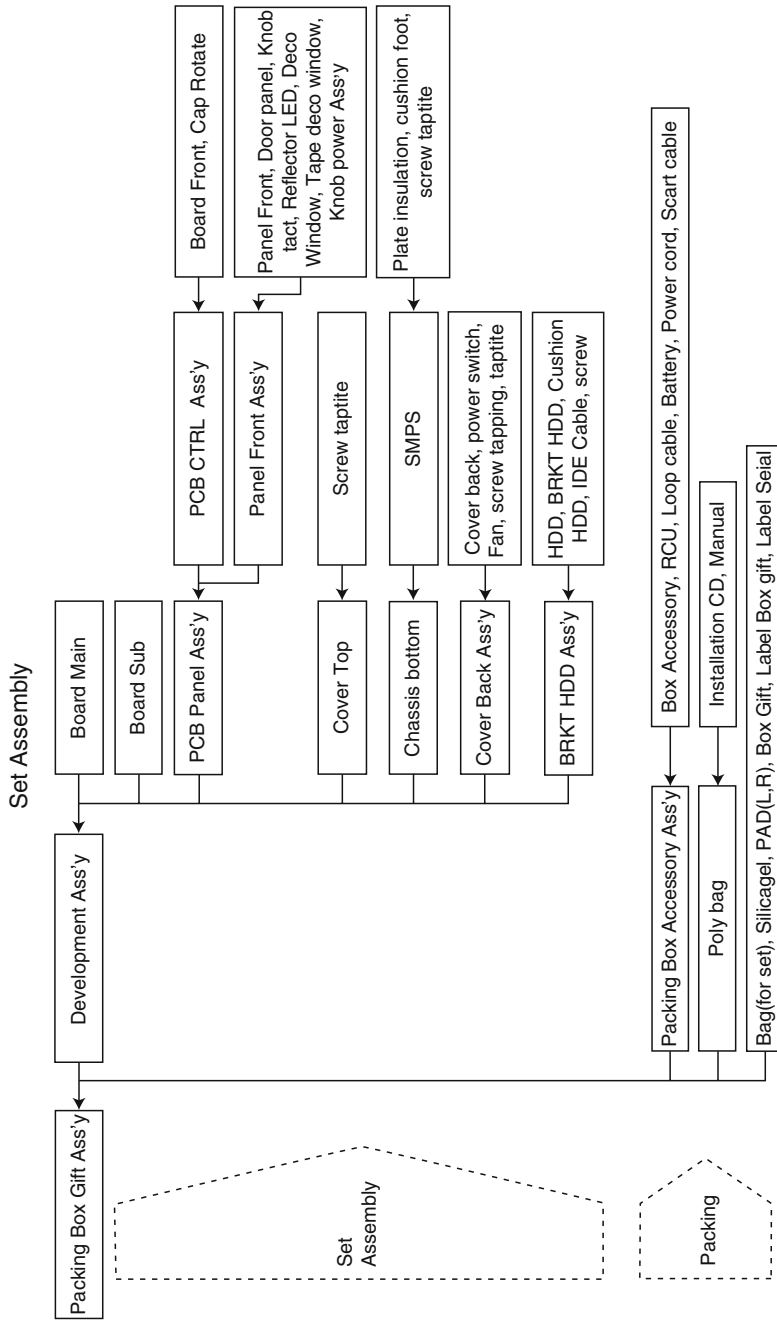 Set Assembly
Packing Box Gift Ass'y
Development Ass'y
Board Main
Board Sub
PCB Panel Ass'y
PCB CTRL Ass'y
Board Front, Cap Rotate
Panel Front Ass'y
Panel Front, Door panel, Knob
tact, Reflector LED, Deco
Window, Tape deco window,
Knob power Ass'y
Cover Top
Screw taptite
Chassis bottom
SMPS
Plate insulation, cushion foot,
screw taptite
Cover Back Ass'y
Cover back, power switch,
Fan, screw tapping, taptite
BRKT HDD Ass'y
HDD, BRKT HDD, Cushion
HDD, IDE Cable, screw
Set
Assembly
Packing Box Accessory Ass'y
Box Accessory, RCU, Loop cable, Battery, Power cord, Scart cable
Poly bag
Installation CD, Manual
Bag(for set), Silicagel, PAD(L,R), Box Gift, Label Box gift, Label Seial
Packing